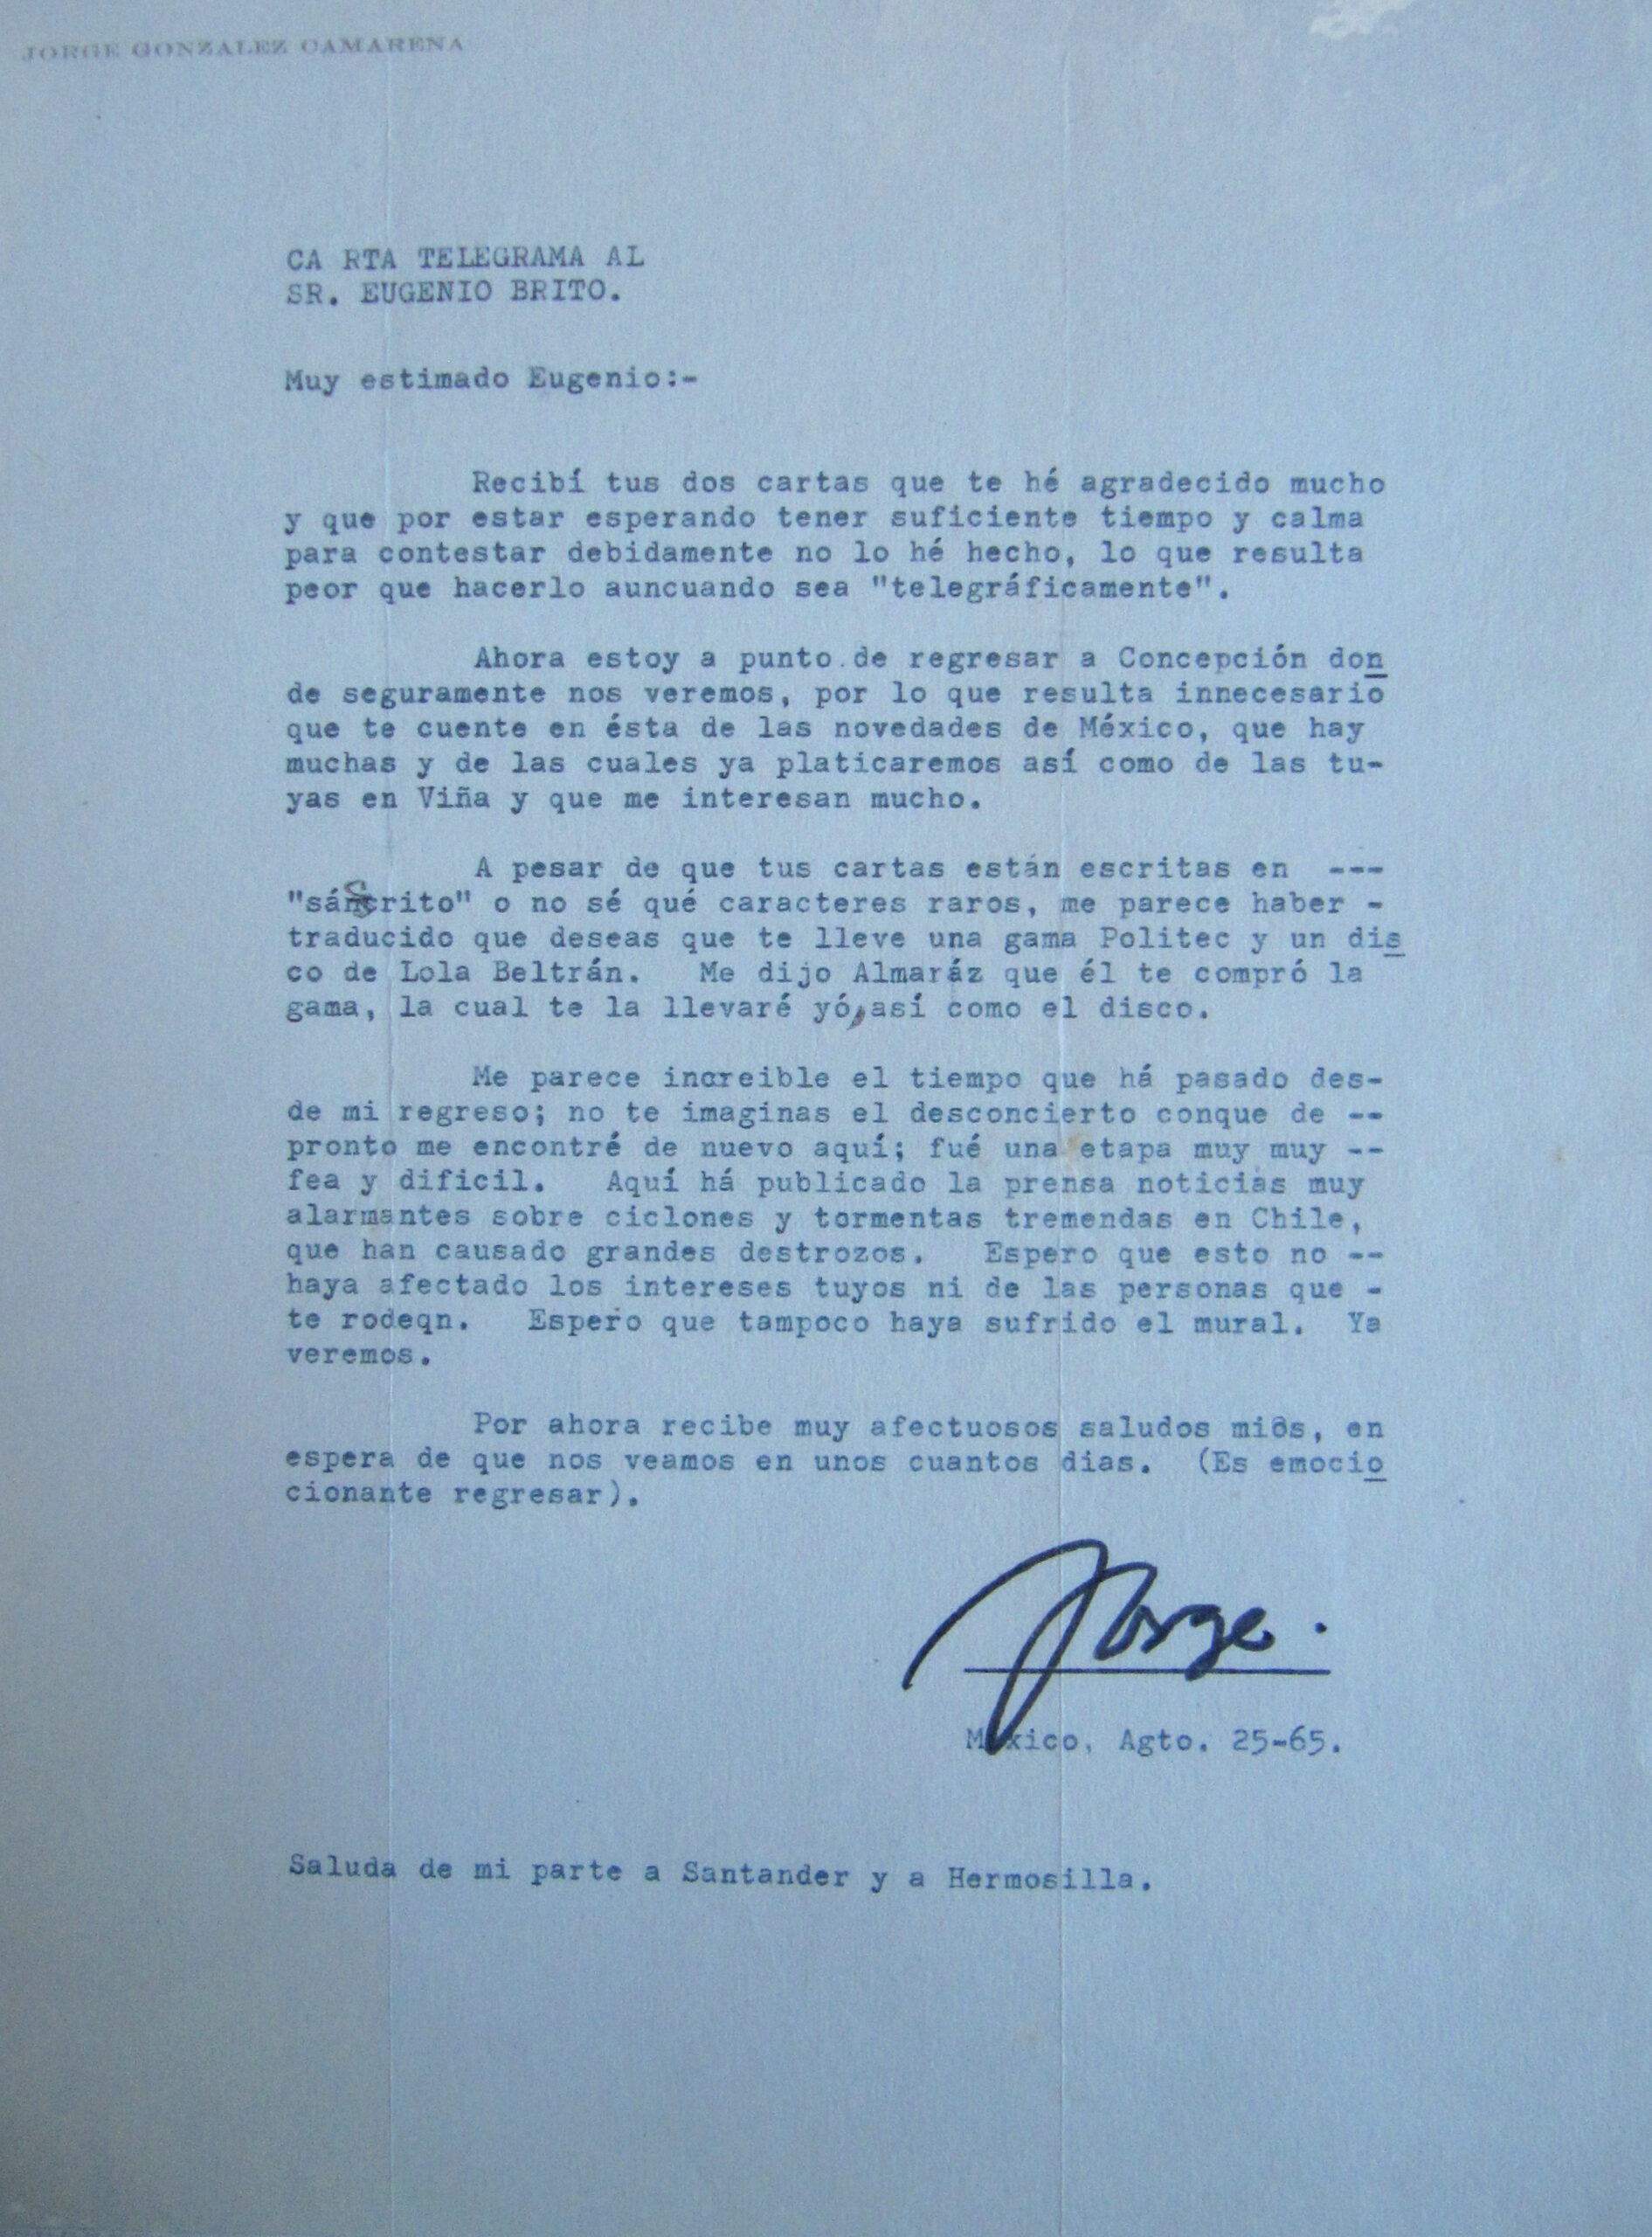 JORGE GONZALEZ CAMARENA
CA RTA TELEGRAMA AL
SR. EUGENIO BRITO.
Muy estimado Eugenio:-
Recibí tus dos cartas que te hé agradecido mucho
y que por estar esperando tener suficiente tiempo y calma
para contestar debidamente no lo hé hecho, lo que resulta
peor que hacerlo auncuando sea "telegráficamente".
Ahora estoy a punto de regresar a Concepción don
de seguramente nos veremos, por lo que resulta innecesario
que te cuente en ésta de las novedades de México, que hay
muchas y de las cuales ya platicaremos así como de las tu-
yas en Viña y que me interesan mucho.
A pesar de que tus cartas están escritas en ---
"sánscrito" o no sé qué caracteres raros, me parece haber -
traducido que deseas que te lleve una gama Politec y un dis
co de Lola Beltrán. Me dijo Almaráz que él te compró la
gama, la cual te la llevaré yó, así como el disco.
Me parece increible el tiempo que há pasado des-
de mi regreso; no te imaginas el desconcierto conque de --
pronto me encontré de nuevo aquí; fué una etapa muy muy --
fea y dificil. Aquí há publicado la prensa noticias muy
alarmantes sobre ciclones y tormentas tremendas en Chile,
que han causado grandes destrozos. Espero que esto no --
haya afectado los intereses tuyos ni de las personas que -
te rodeqn. Espero que tampoco haya sufrido el mural. Ya
veremos.
Por ahora recibe muy afectuosos saludos miós, en
espera de que nos veamos en unos cuantos dias. (Es emocio
cionante regresar).
Jorge.
México, Agto. 25-65.
Saluda de mi parte a Santander y a Hermosilla.